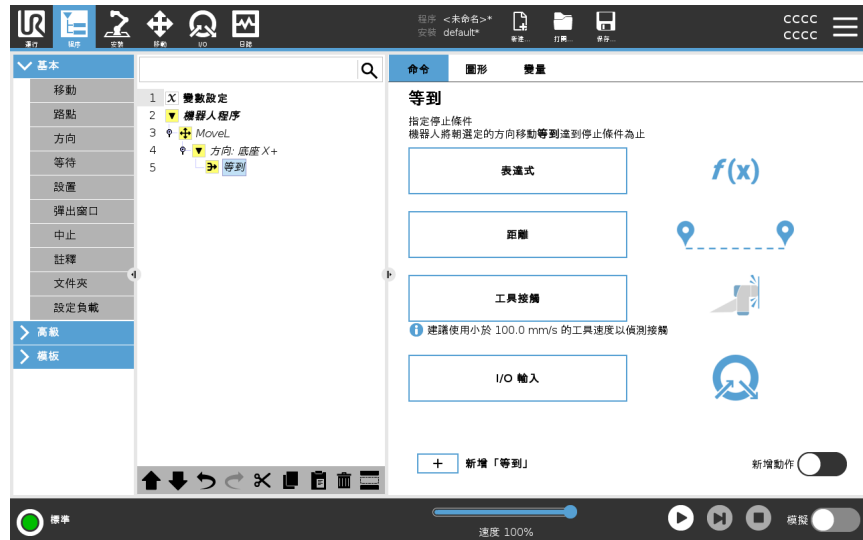 UR
運行
程序
安裝
移動
I/O
日誌
程序 <未命名>*
安裝 default*
新建...
打開...
保存...
cccc
cccc
基本
移動
路點
方向
等待
設置
彈出窗口
中止
註釋
文件夾
設定負載
高級
模板
1 X 變數設定
2 機器人程序
3 MoveL
4 方向: 底座 X+
5 等到
命令 圖形 變量
等到
指定停止條件
機器人將朝選定的方向移動等到達到停止條件為止
表達式
f(x)
距離
工具接觸
建議使用小於 100.0 mm/s 的工具速度以偵測接觸
I/O 輸入
+ 新增「等到」
新增動作
標準
速度 100%
模擬